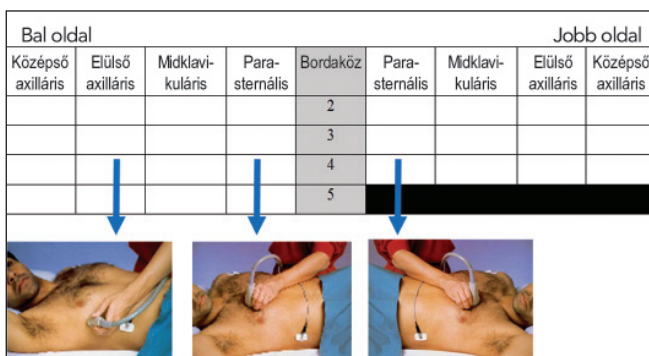 Bal oldal Jobb oldal
Középső axilláris Elülső axilláris Midklavi-kuláris Para-sternális Bordaköz Para-sternális Midklavi-kuláris Elülső axilláris Középső axilláris
2
3
4
5